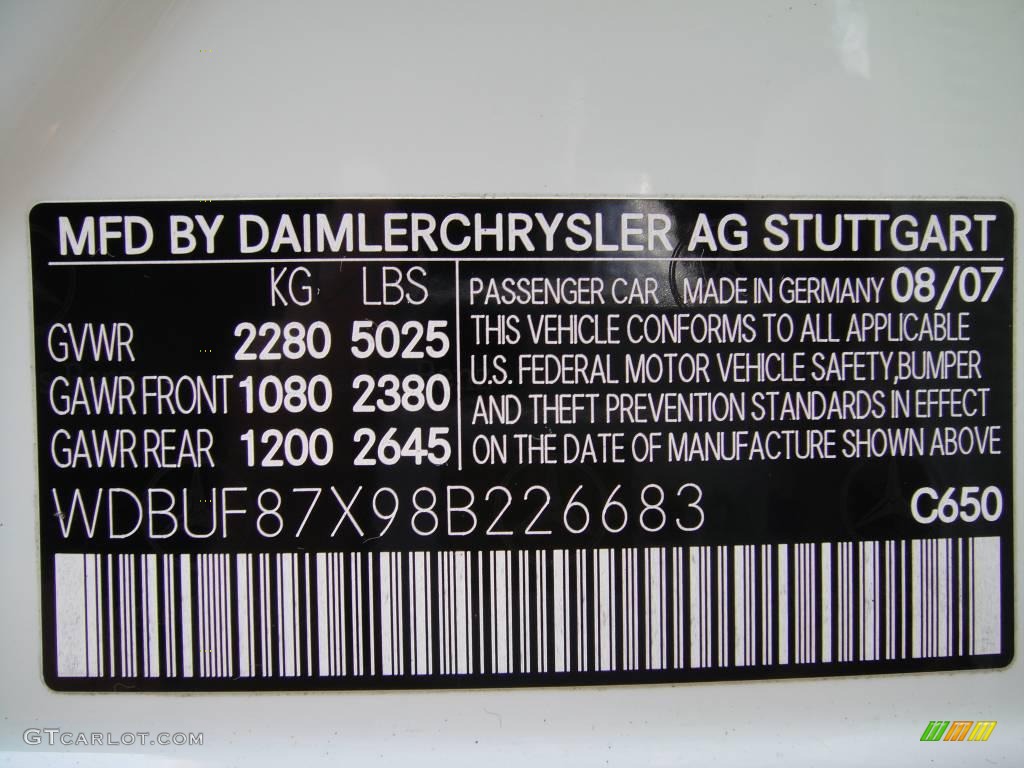 MFD BY DAIMLERCHRYSLER AG STUTTGART
KG LBS
GVWR 2280 5025
GAWR FRONT 1080 2380
GAWR REAR 1200 2645
PASSENGER CAR MADE IN GERMANY 08/07
THIS VEHICLE CONFORMS TO ALL APPLICABLE
U.S. FEDERAL MOTOR VEHICLE SAFETY,BUMPER
AND THEFT PREVENTION STANDARDS IN EFFECT
ON THE DATE OF MANUFACTURE SHOWN ABOVE
WDBUF87X98B226683 C650
GTCARLOT.COM